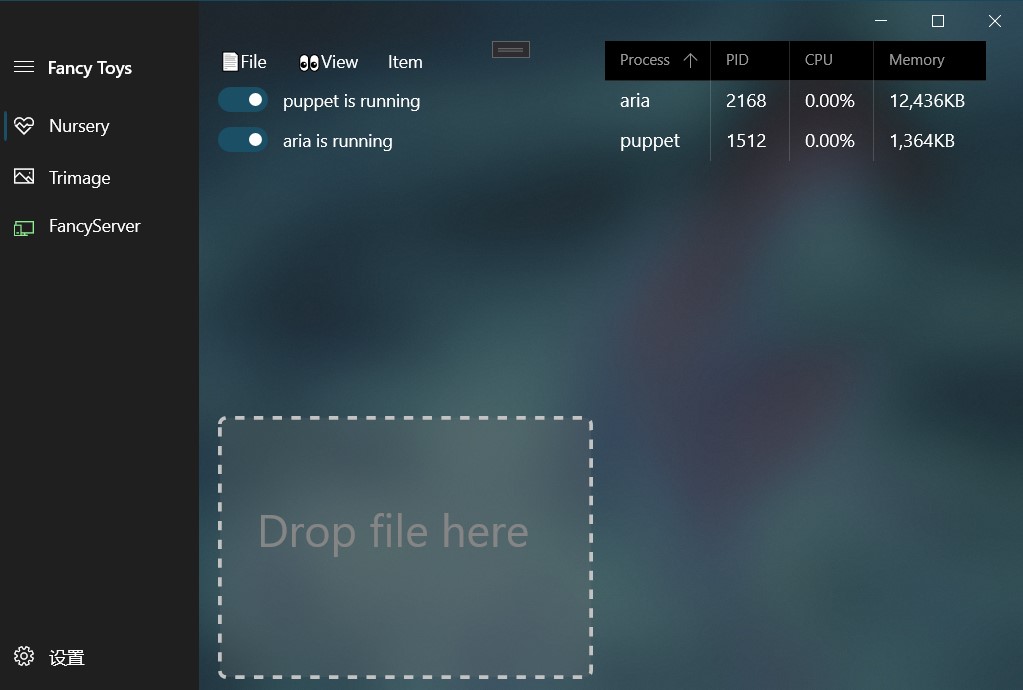 Fancy Toys
Nursery
Trimage
FancyServer
设置
File View Item
puppet is running
aria is running
Drop file here
Process PID CPU Memory
aria 2168 0.00% 12,436KB
puppet 1512 0.00% 1,364KB